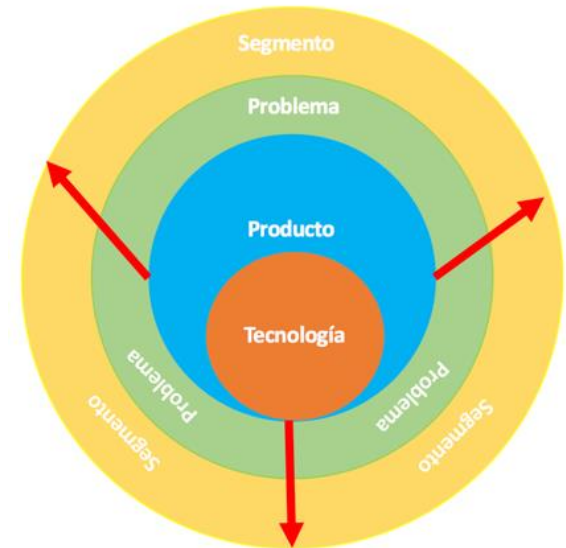 Segmento
Problema
Producto
Tecnología
Problema
Problema
Segmento
Segmento